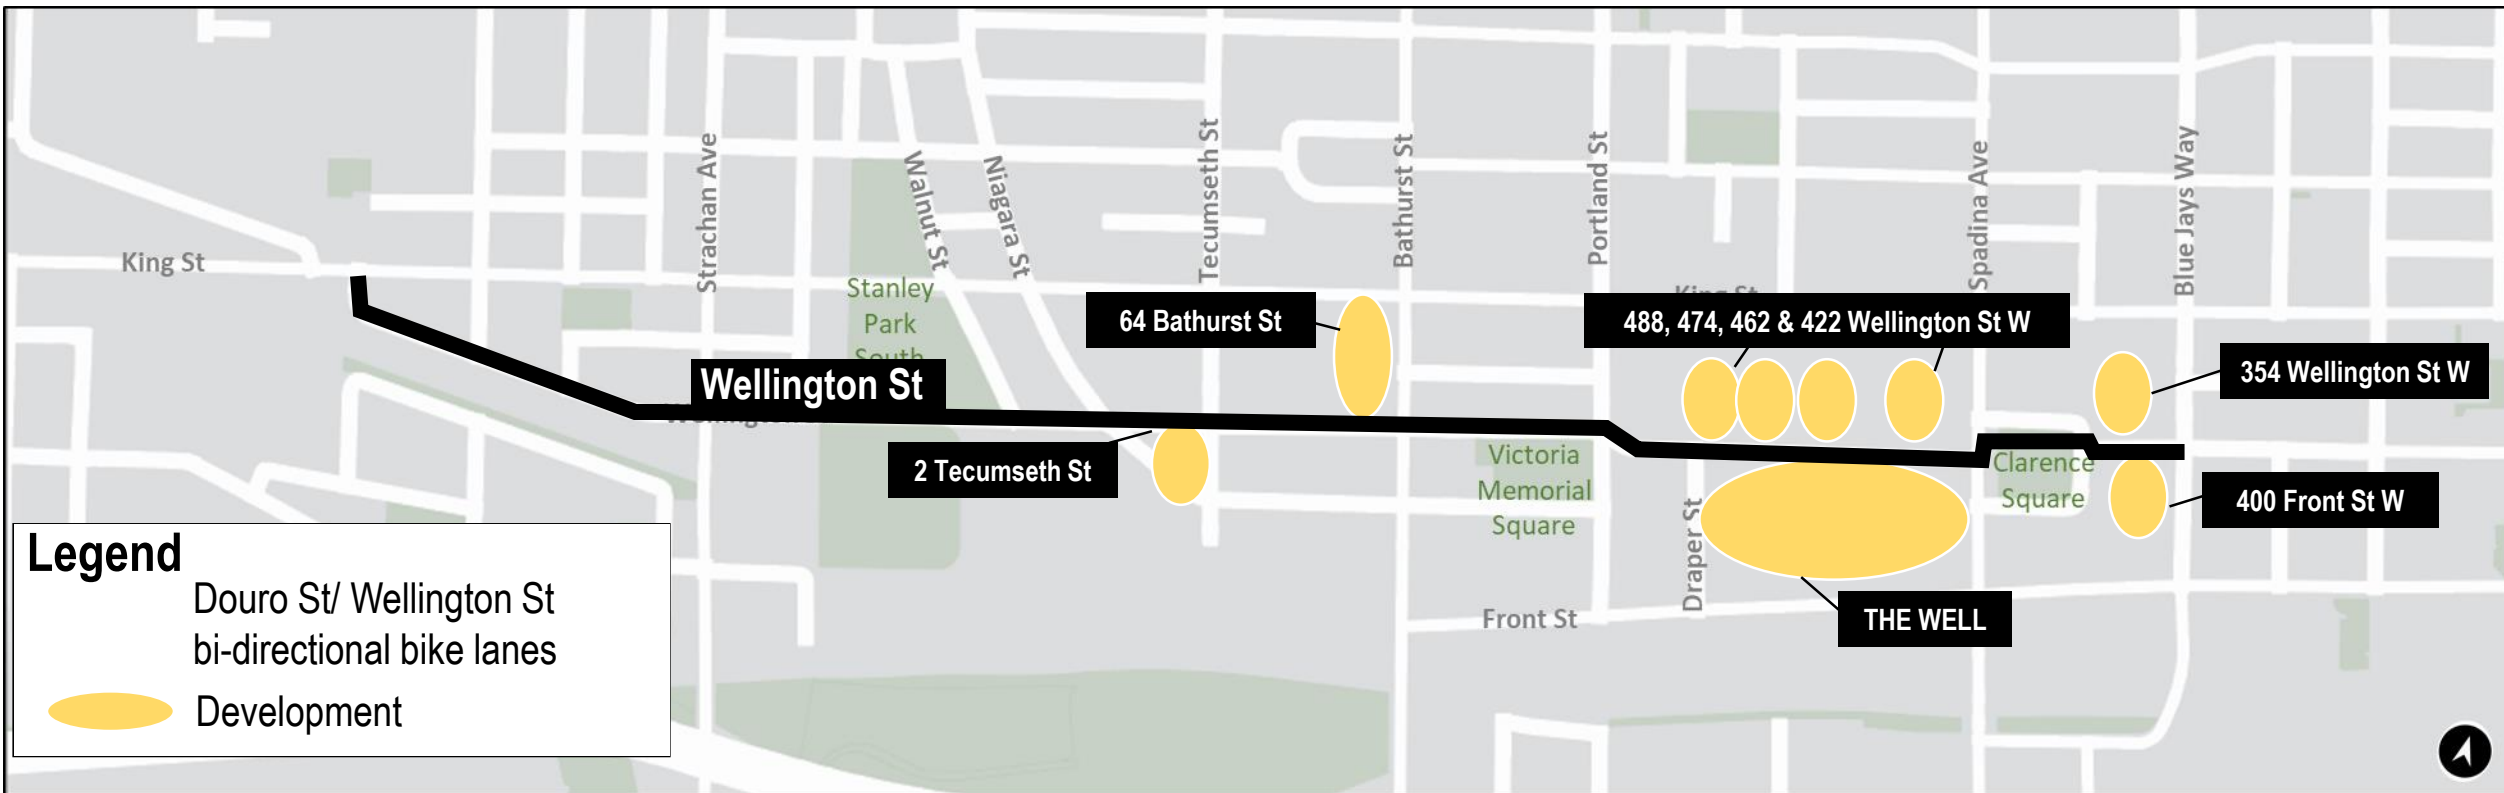 Strachan Ave
Walnut St
Niagara St
Tecumseth St
Bathurst St
Portland St
Spadina Ave
Blue Jays Way
King St
Stanley
Park
South
King St
64 Bathurst St
488, 474, 462 & 422 Wellington St W
354 Wellington St W
Wellington St
2 Tecumseth St
Victoria
Memorial
Square
Clarence
Square
400 Front St W
Draper St
Front St
THE WELL
Legend
Douro St/ Wellington St
bi-directional bike lanes
Development